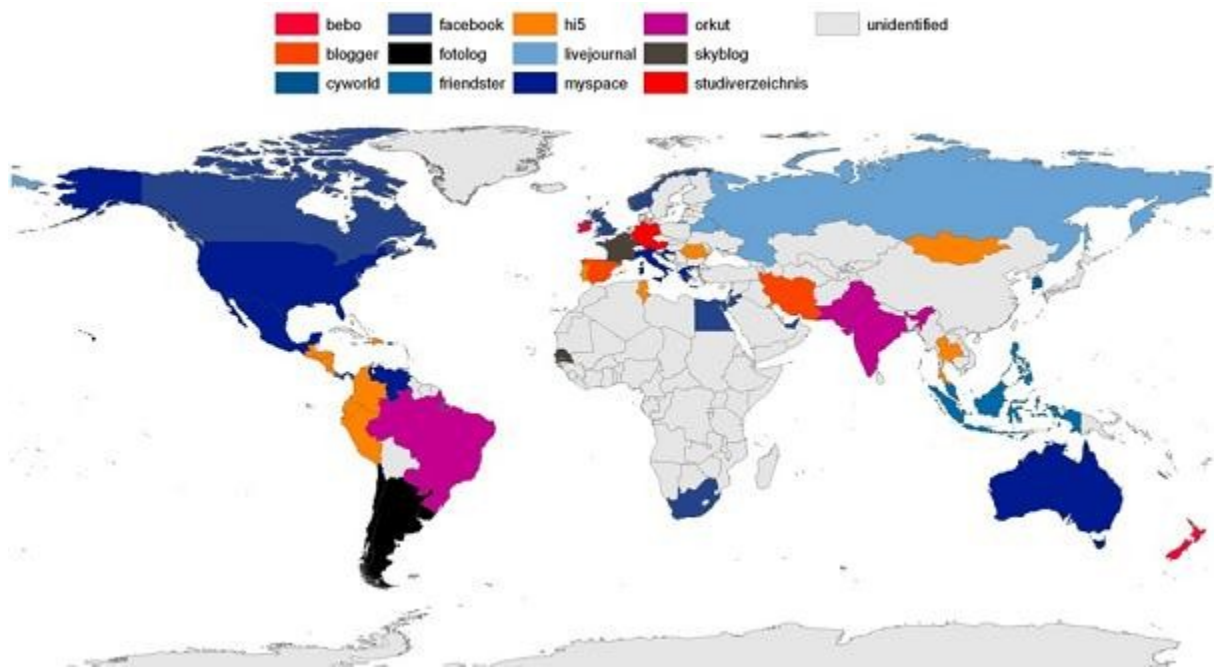 bebo facebook hi5 orkut unidentified
blogger fotolog livejournal skyblog
cyworld friendster myspace studiverzeichnis